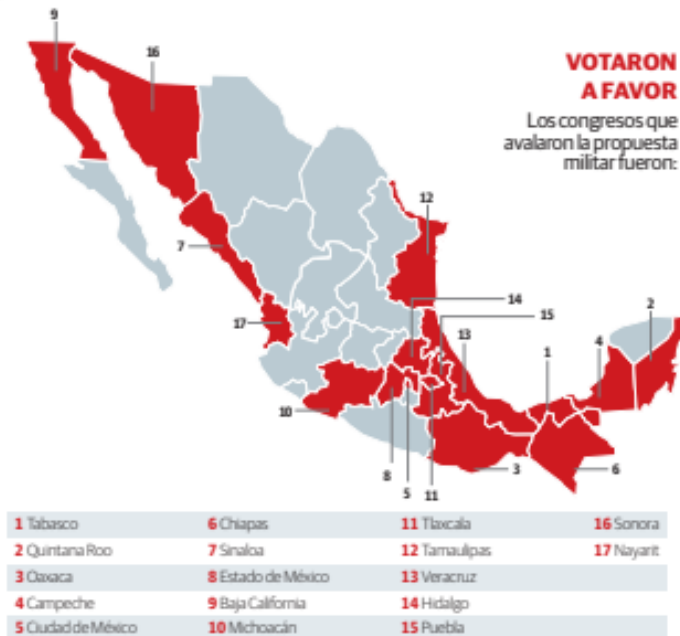 9
16
VOTARON
A FAVOR
Los congresos que
avalaron la propuesta
militar fueron:
12
7
14
2
15
17
13
4
1
10
8
3
6
5
11
1 Tabasco
6 Chiapas
11 Tlaxcala
16 Sonora
2 Quintana Roo
7 Sinaloa
12 Tamaulipas
17 Nayarit
3 Oaxaca
8 Estado de México
13 Veracruz
4 Campeche
9 Baja California
14 Hidalgo
5 Ciudad de México
10 Michoacán
15 Puebla